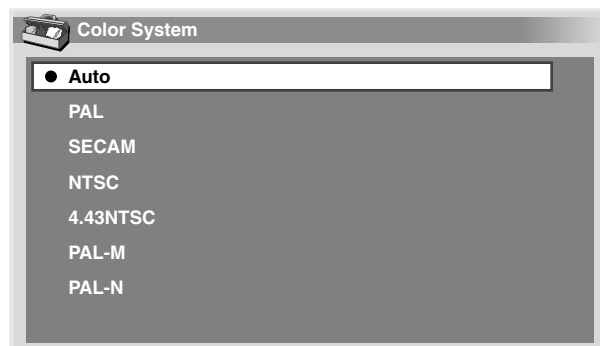 Color System
Auto
PAL
SECAM
NTSC
4.43NTSC
PAL-M
PAL-N